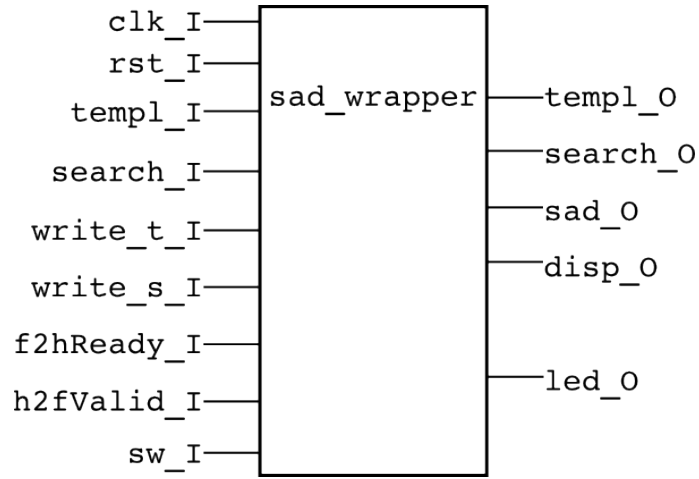 clk_I
rst_I
templ_I
search_I
write_t_I
write_s_I
f2hReady_I
h2fValid_I
sw_I
sad_wrapper
templ_O
search_O
sad_O
disp_O
led_O